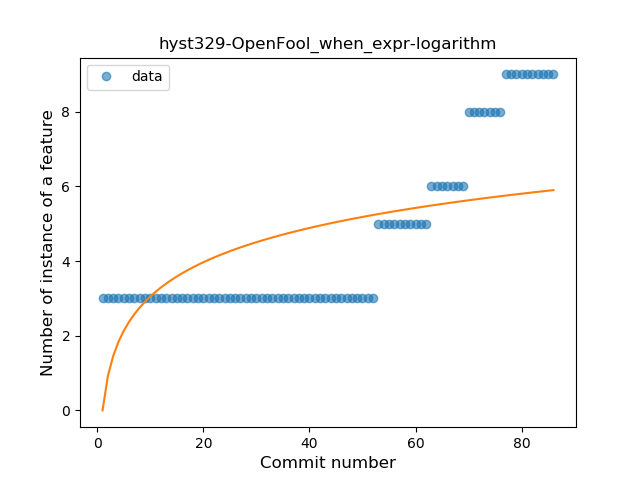 hyst329-OpenFool_when_expr-logarithm
data
Number of instance of a feature
8
6
4
2
0
0 20 40 60 80
Commit number